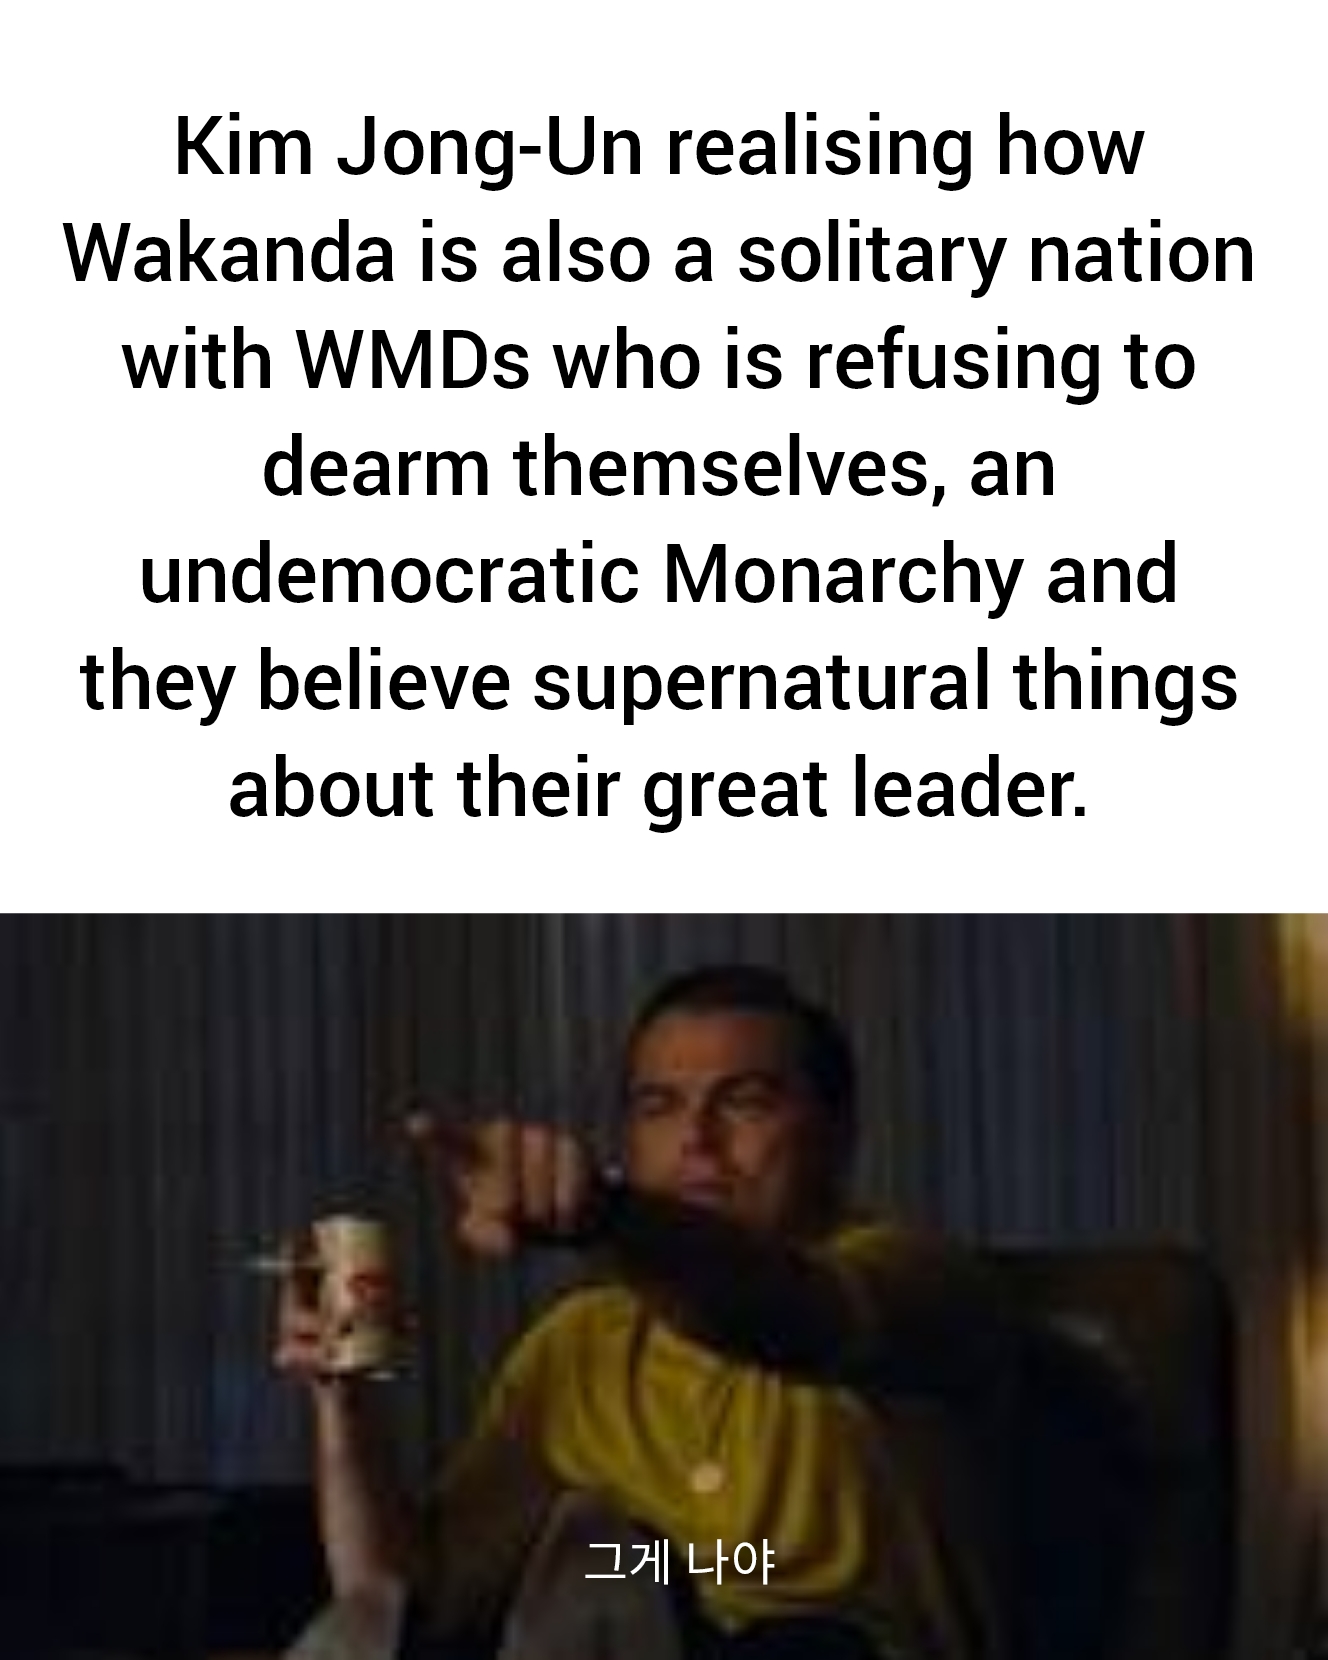 Kim Jong-Un realising how
Wakanda is also a solitary nation
with WMDs who is refusing to
dearm themselves, an
undemocratic Monarchy and
they believe supernatural things
about their great leader.
그게 나야